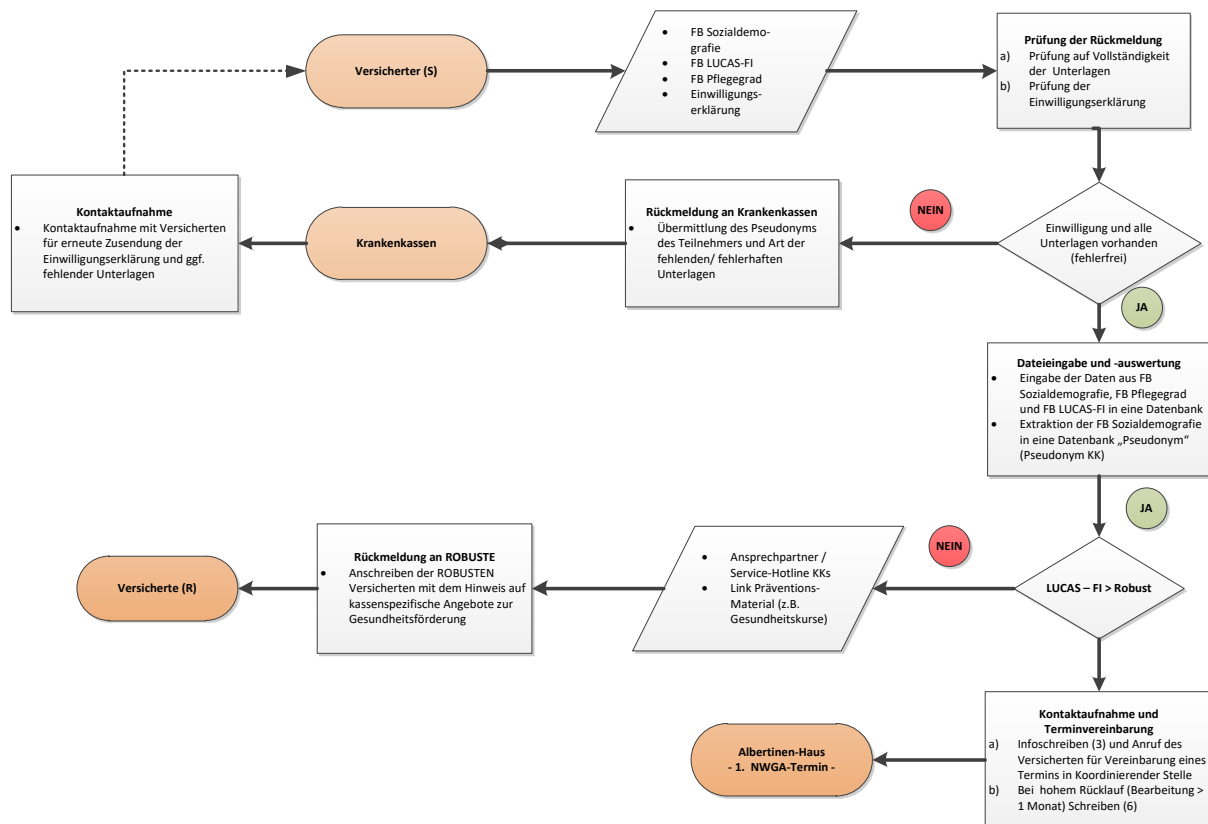 Versicherter (S)
• FB Sozialdemo-
grafie
• FB LUCAS-FI
• FB Pflegegrad
• Einwilligungs-
erklärung
Prüfung der Rückmeldung
a) Prüfung auf Vollständigkeit
der Unterlagen
b) Prüfung der
Einwilligungserklärung
Kontaktaufnahme
• Kontaktaufnahme mit Versicherten
für erneute Zusendung der
Einwilligungserklärung und ggf.
fehlender Unterlagen
Krankenkassen
Rückmeldung an Krankenkassen
• Übermittlung des Pseudonyms
des Teilnehmers und Art der
fehlenden/ fehlerhaften
Unterlagen
NEIN
Einwilligung und alle
Unterlagen vorhanden
(fehlerfrei)
JA
Dateieingabe und -auswertung
• Eingabe der Daten aus FB
Sozialdemografie, FB Pflegegrad
und FB LUCAS-FI in eine Datenbank
• Extraktion der FB Sozialdemografie
in eine Datenbank „Pseudonym“
(Pseudonym KK)
JA
Versicherte (R)
Rückmeldung an ROBUSTE
• Anschreiben der ROBUSTEN
Versicherten mit dem Hinweis auf
kassenspezifische Angebote zur
Gesundheitsförderung
• Ansprechpartner /
Service-Hotline KKs
• Link Präventions-
Material (z.B.
Gesundheitskurse)
NEIN
LUCAS – FI > Robust
Albertinen-Haus
- 1. NWGA-Termin -
Kontaktaufnahme und
Terminvereinbarung
a) Infoschreiben (3) und Anruf des
Versicherten für Vereinbarung eines
Termins in Koordinierender Stelle
b) Bei hohem Rücklauf (Bearbeitung >
1 Monat) Schreiben (6)